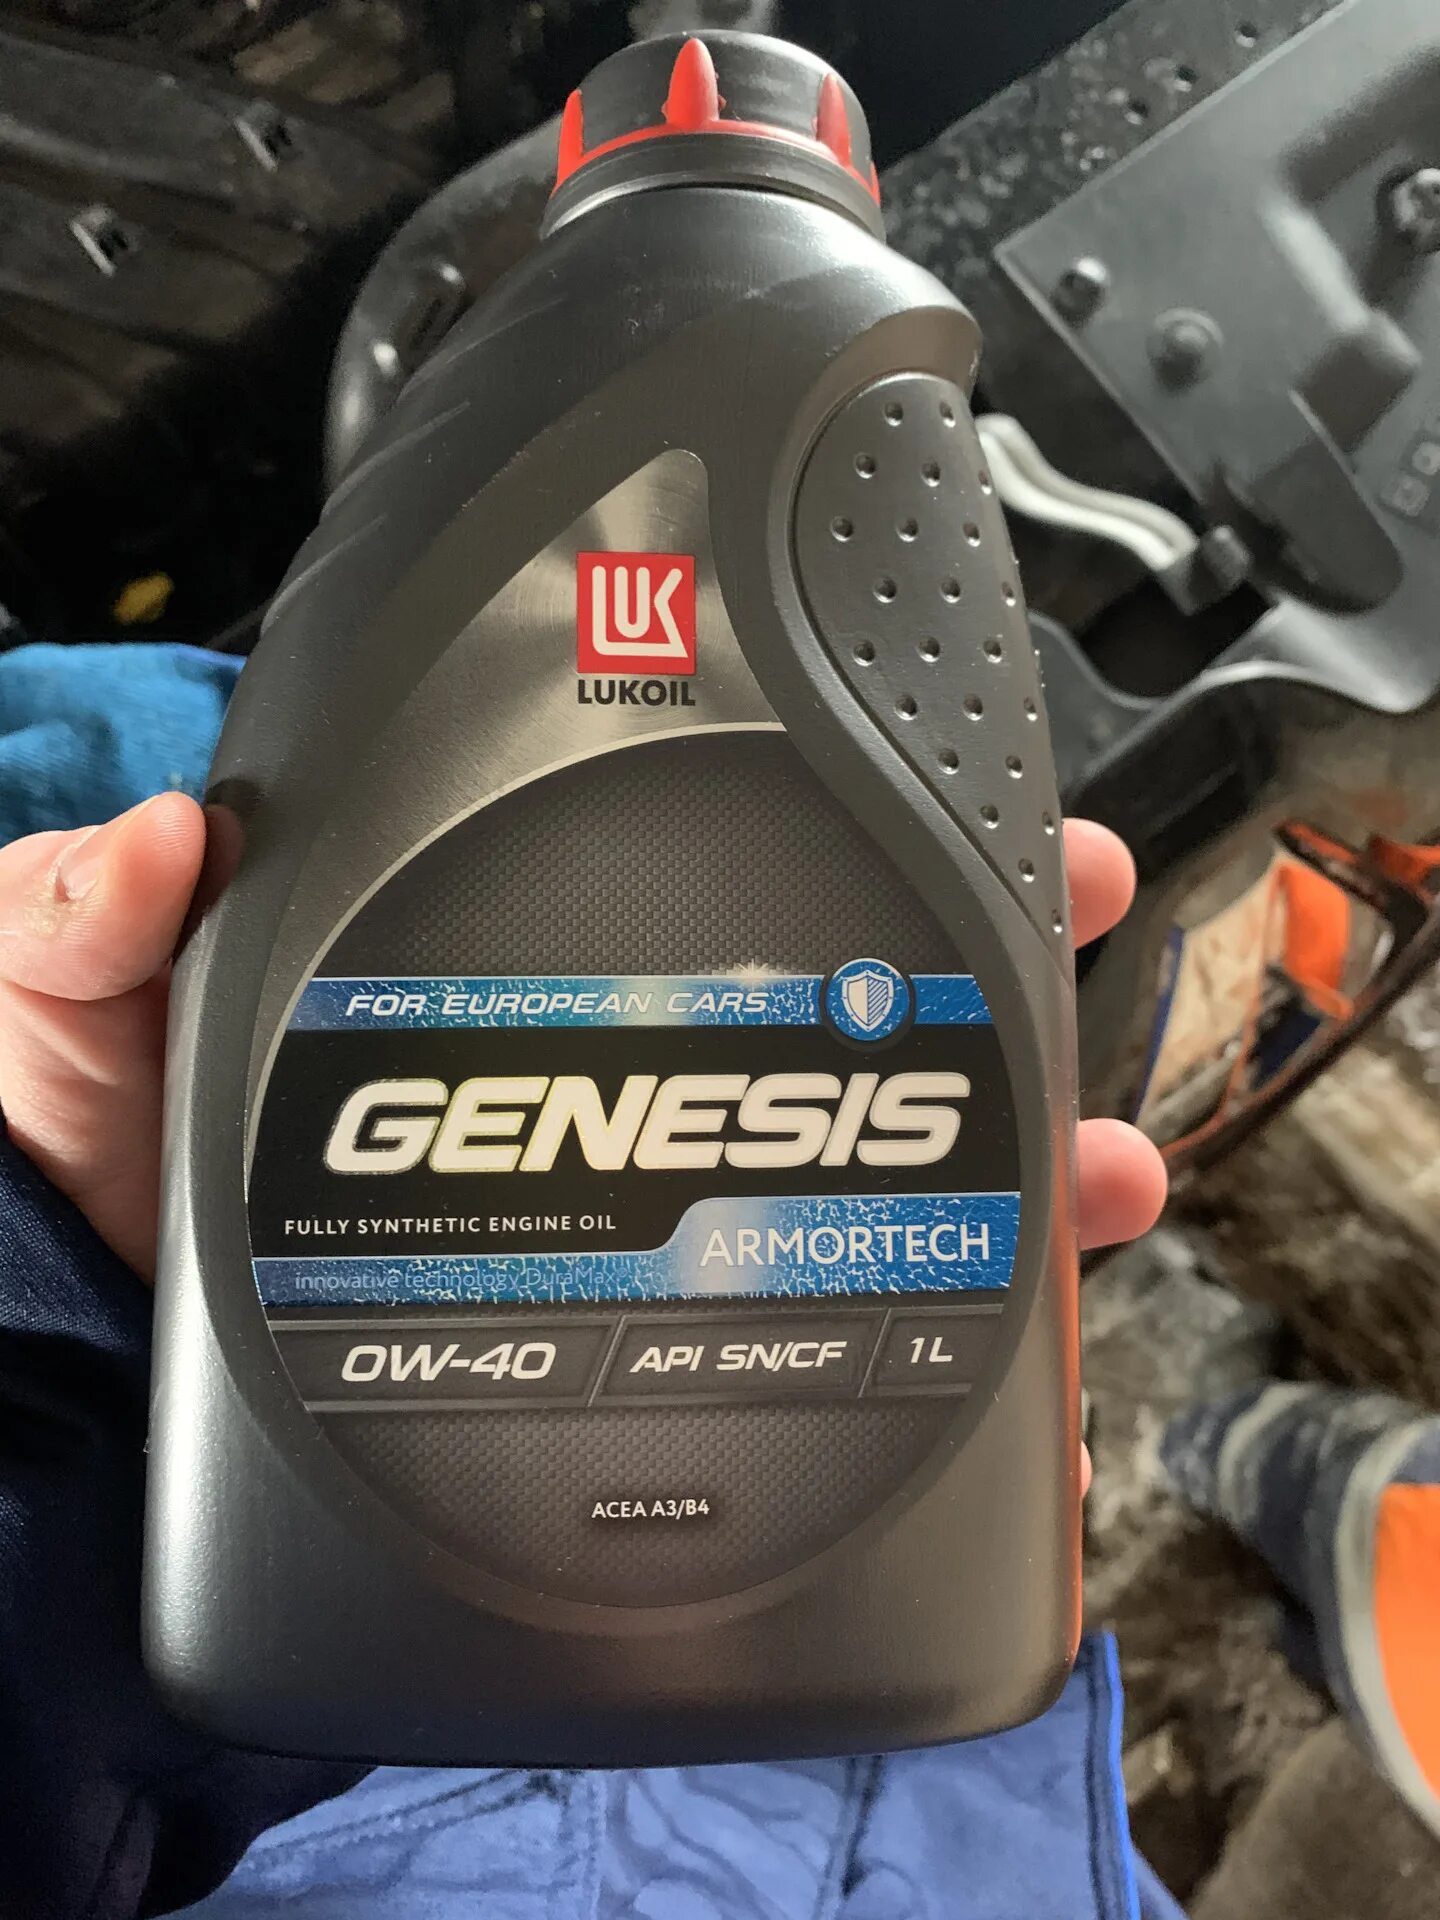 LUK
LUKOIL
FOR EUROPEAN CARS
GENESIS
FULLY SYNTHETIC ENGINE OIL
ARMORTECH
innovative technology DuraMax®
0W-40 API SN/CF 1L
ACEA A3/B4